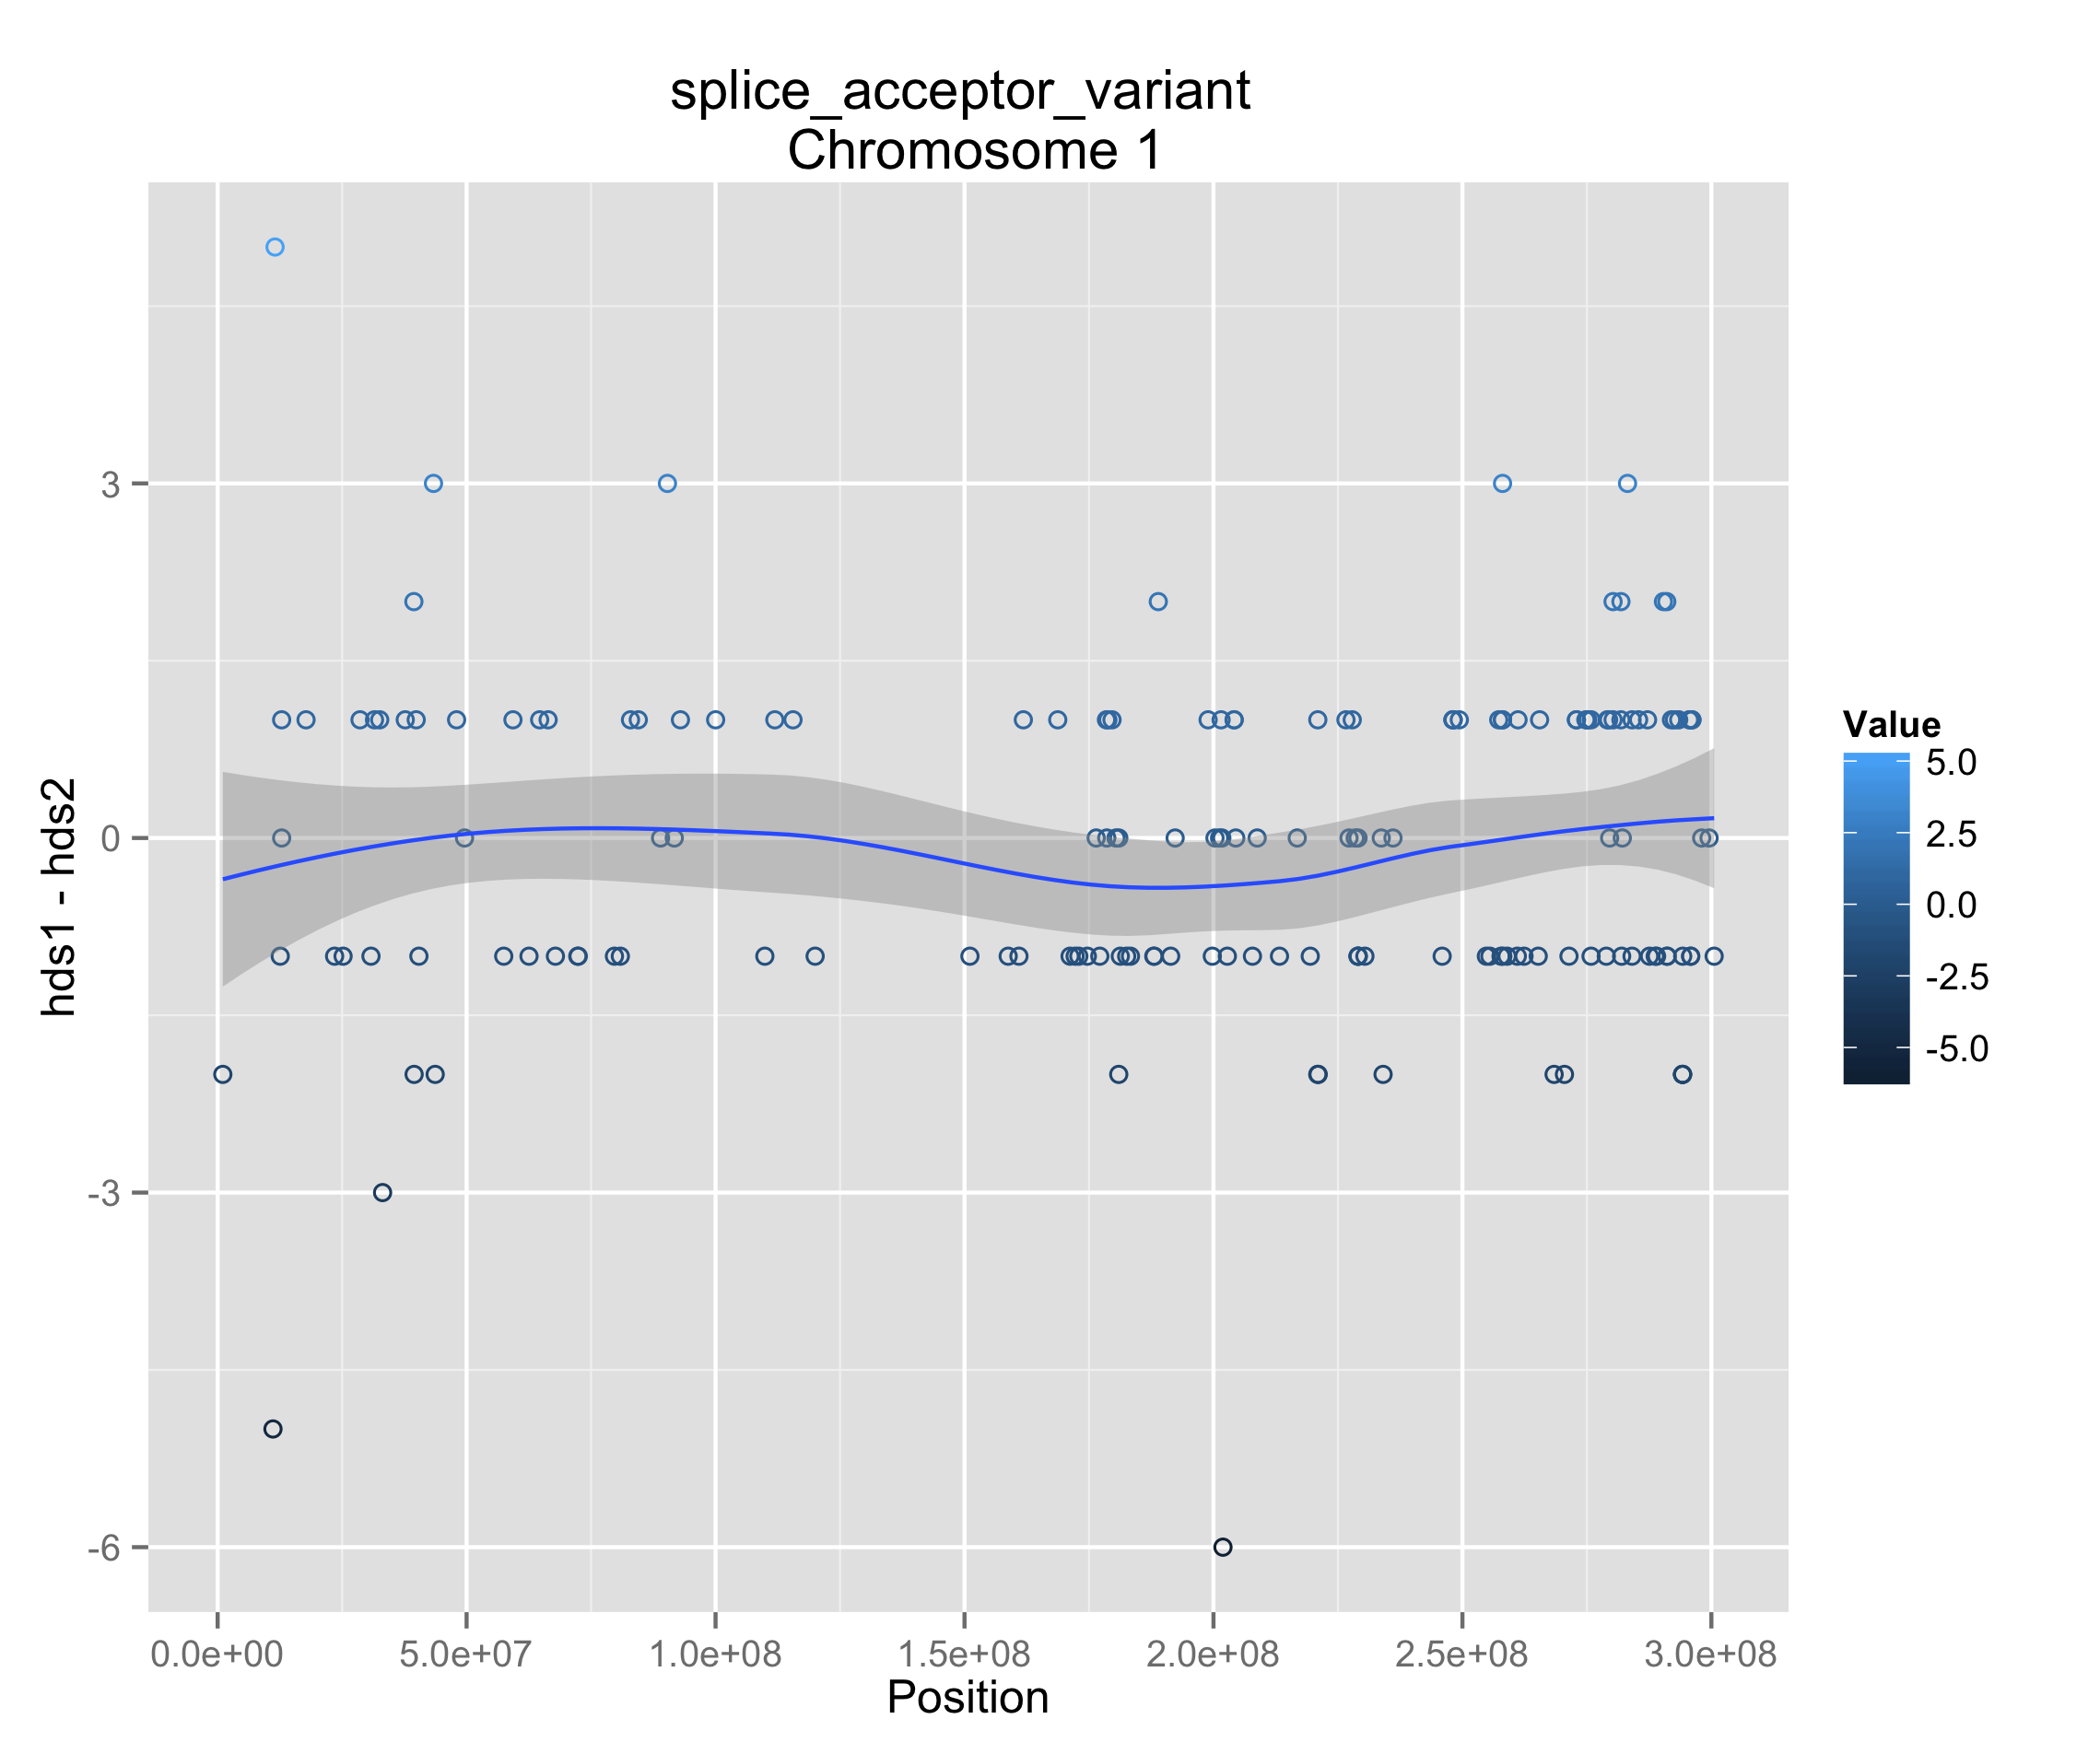 splice_acceptor_variant
Chromosome 1
hds1 - hds2
3
0
-3
-6
0.0e+00 5.0e+07 1.0e+08 1.5e+08 2.0e+08 2.5e+08 3.0e+08
Position
Value
5.0
2.5
0.0
-2.5
-5.0